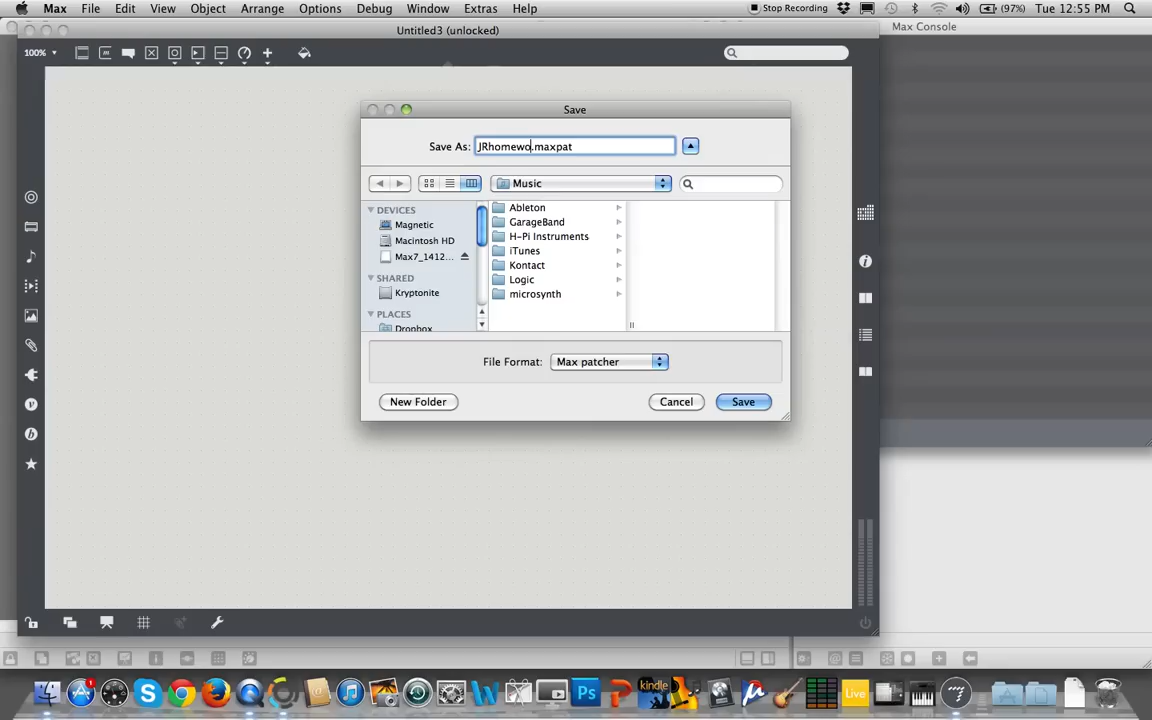 Max File Edit View Object Arrange Options Debug Window Extras Help Stop Recording (97%) Tue 12:55 PM
Untitled3 (unlocked)
Max Console
100%
Save
Save As: JRhomewo.maxpat
Music
DEVICES
Magnetic
Macintosh HD
Max7_1412...
SHARED
Kryptonite
PLACES
Dropbox
Ableton
GarageBand
H-Pi Instruments
iTunes
Kontact
Logic
microsynth
File Format: Max patcher
New Folder
Cancel
Save
kindle
Live